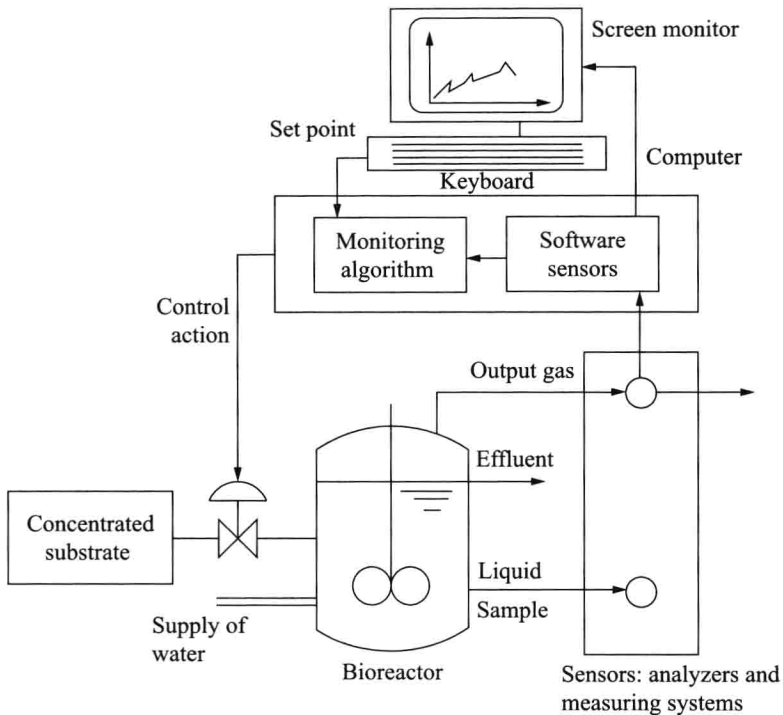 Screen monitor
Set point
Computer
Keyboard
Monitoring
algorithm
Software
sensors
Control
action
Output gas
Effluent
Concentrated
substrate
Liquid
Sample
Supply of
water
Bioreactor
Sensors: analyzers and
measuring systems